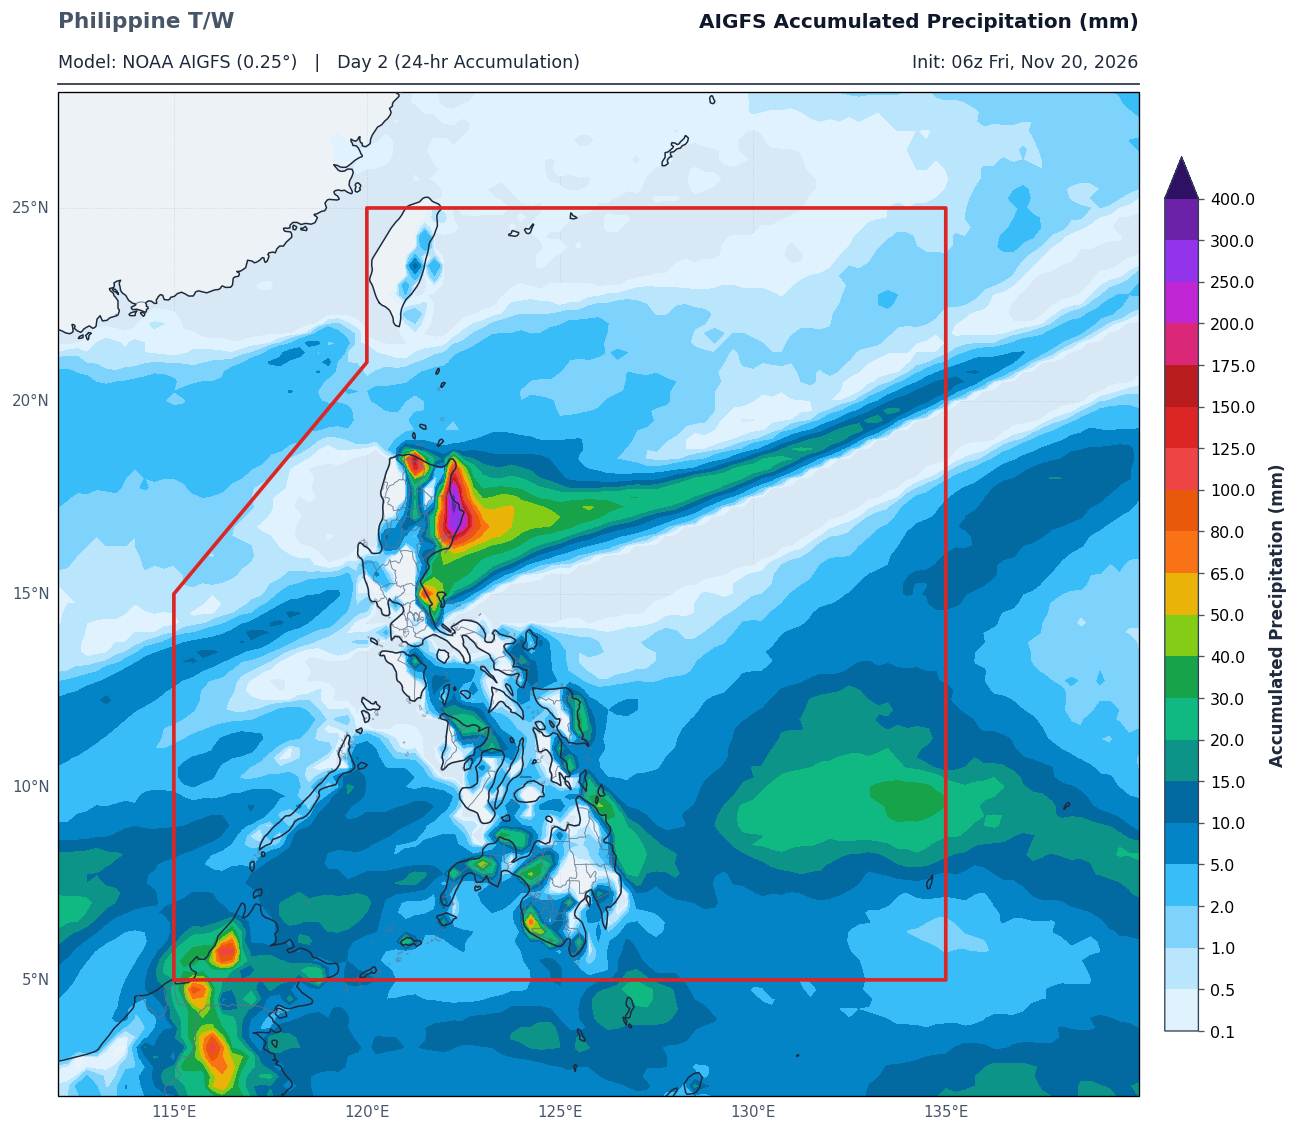 Philippine T/W
AIGFS Accumulated Precipitation (mm)
Model: NOAA AIGFS (0.25°) | Day 2 (24-hr Accumulation)
Init: 06z Fri, Nov 20, 2026
25°N
20°N
15°N
10°N
5°N
115°E
120°E
125°E
130°E
135°E
400.0
300.0
250.0
200.0
175.0
150.0
125.0
100.0
80.0
65.0
50.0
40.0
30.0
20.0
15.0
10.0
5.0
2.0
1.0
0.5
0.1
Accumulated Precipitation (mm)